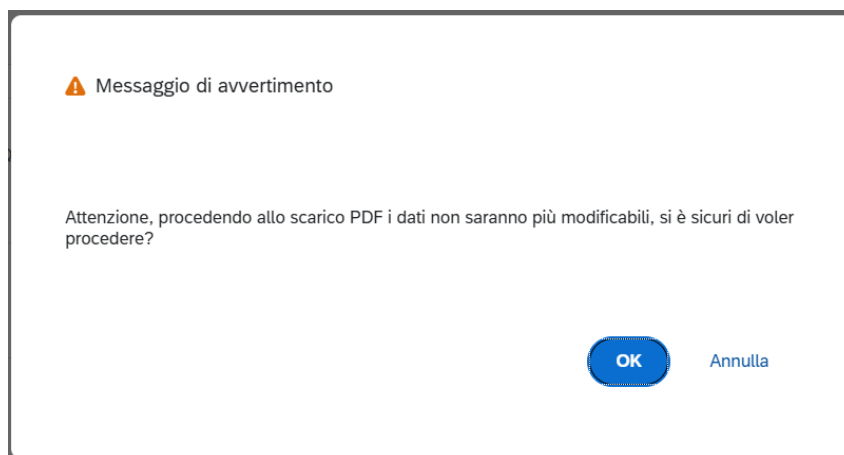 Messaggio di avvertimento
Attenzione, procedendo allo scarico PDF i dati non saranno più modificabili, si è sicuri di voler
procedere?
OK Annulla